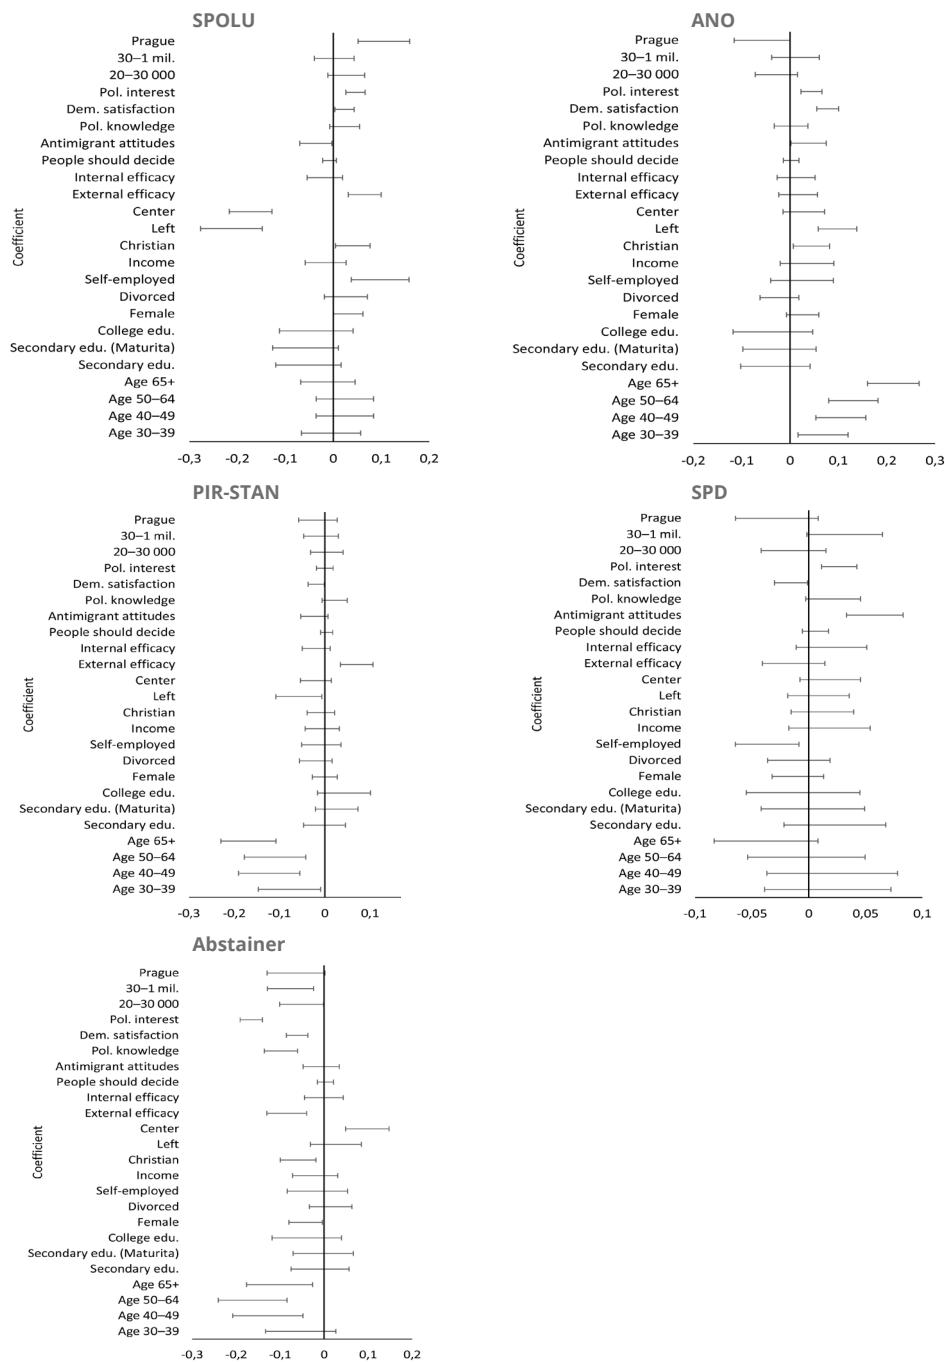 SPOLU
Prague
30–1 mil.
20–30 000
Pol. interest
Dem. satisfaction
Pol. knowledge
Antimigrant attitudes
People should decide
Internal efficacy
External efficacy
Center
Left
Christian
Income
Self-employed
Divorced
Female
College edu.
Secondary edu. (Maturita)
Secondary edu.
Age 65+
Age 50–64
Age 40–49
Age 30–39
Coefficient
-0,3 -0,2 -0,1 0 0,1 0,2
ANO
Prague
30–1 mil.
20–30 000
Pol. interest
Dem. satisfaction
Pol. knowledge
Antimigrant attitudes
People should decide
Internal efficacy
External efficacy
Center
Left
Christian
Income
Self-employed
Divorced
Female
College edu.
Secondary edu. (Maturita)
Secondary edu.
Age 65+
Age 50–64
Age 40–49
Age 30–39
Coefficient
-0,2 -0,1 0 0,1 0,2 0,3
PIR-STAN
Prague
30–1 mil.
20–30 000
Pol. interest
Dem. satisfaction
Pol. knowledge
Antimigrant attitudes
People should decide
Internal efficacy
External efficacy
Center
Left
Christian
Income
Self-employed
Divorced
Female
College edu.
Secondary edu. (Maturita)
Secondary edu.
Age 65+
Age 50–64
Age 40–49
Age 30–39
Coefficient
-0,3 -0,2 -0,1 0 0,1
SPD
Prague
30–1 mil.
20–30 000
Pol. interest
Dem. satisfaction
Pol. knowledge
Antimigrant attitudes
People should decide
Internal efficacy
External efficacy
Center
Left
Christian
Income
Self-employed
Divorced
Female
College edu.
Secondary edu. (Maturita)
Secondary edu.
Age 65+
Age 50–64
Age 40–49
Age 30–39
Coefficient
-0,1 -0,05 0 0,05 0,1
Abstainer
Prague
30–1 mil.
20–30 000
Pol. interest
Dem. satisfaction
Pol. knowledge
Antimigrant attitudes
People should decide
Internal efficacy
External efficacy
Center
Left
Christian
Income
Self-employed
Divorced
Female
College edu.
Secondary edu. (Maturita)
Secondary edu.
Age 65+
Age 50–64
Age 40–49
Age 30–39
Coefficient
-0,3 -0,2 -0,1 0 0,1 0,2